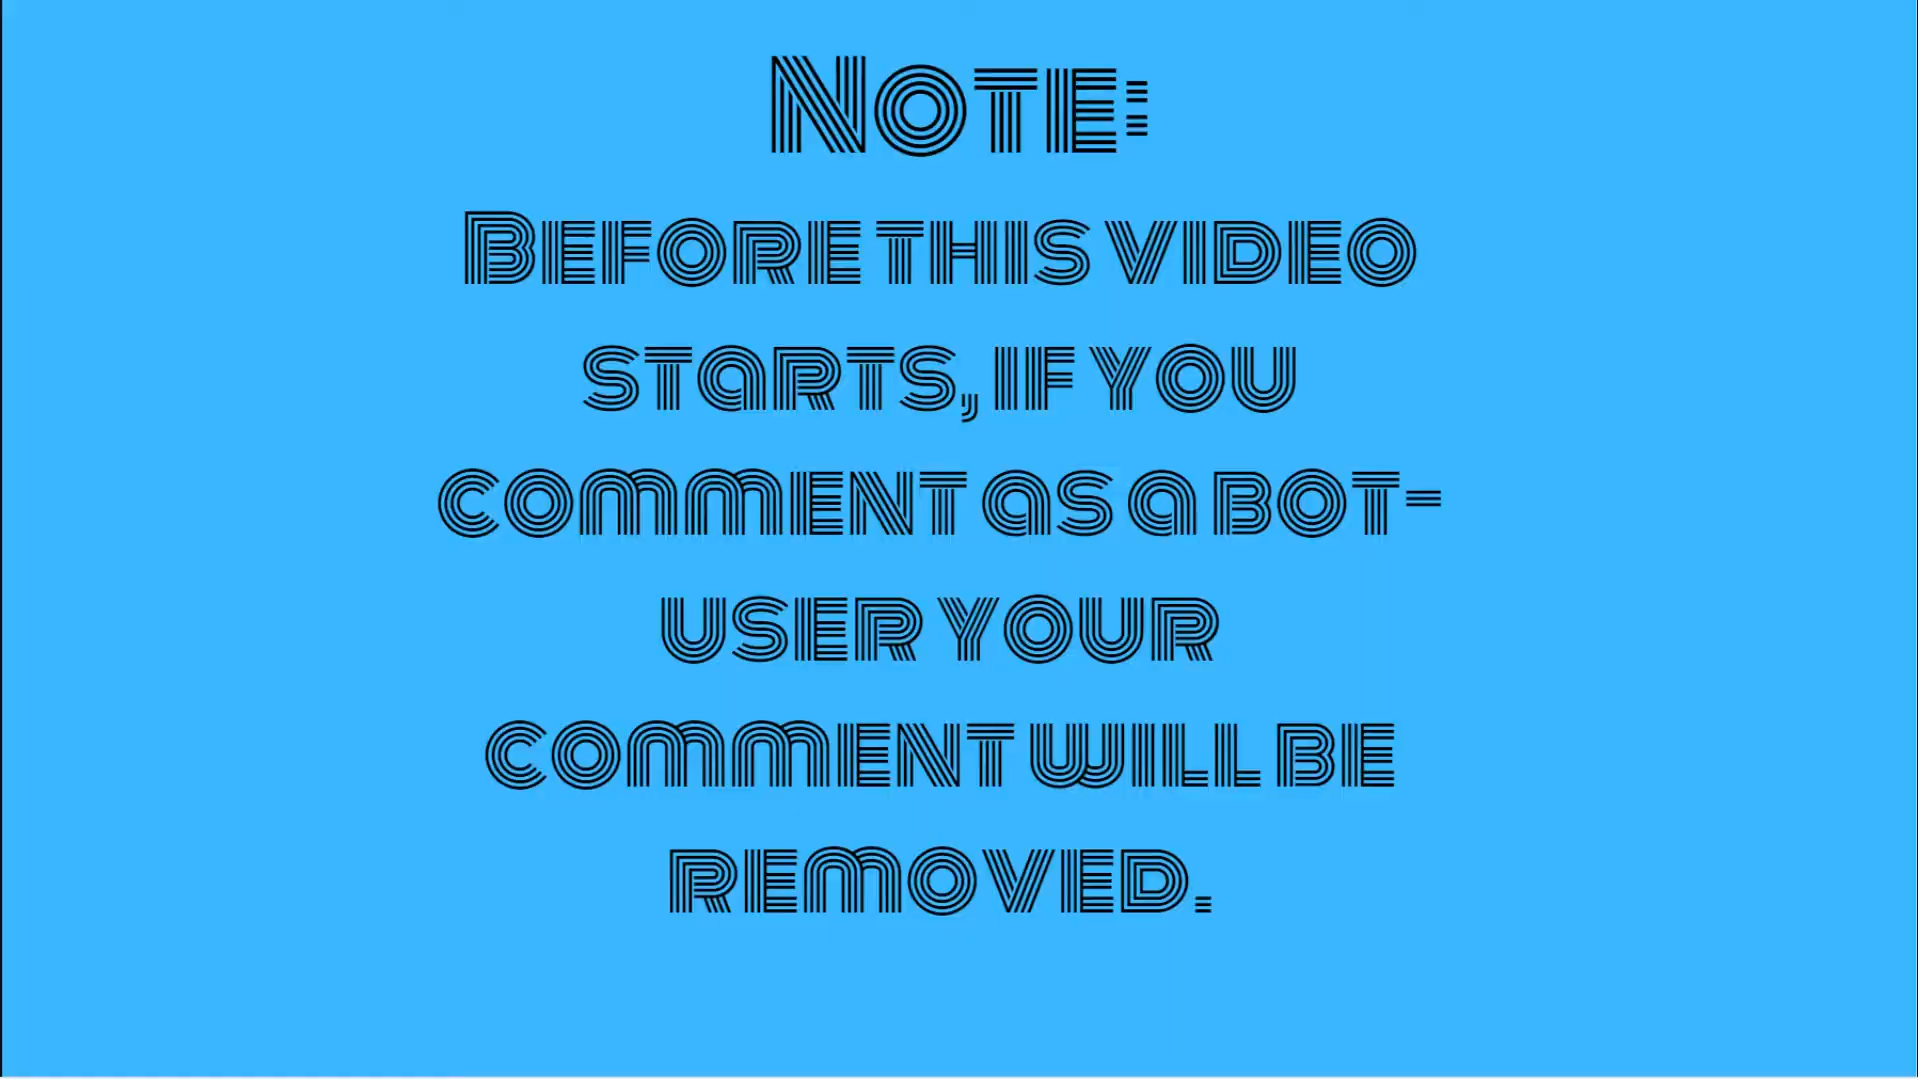 Note:
Before this video
starts, if you
comment as a bot-
user your
comment will be
removed.